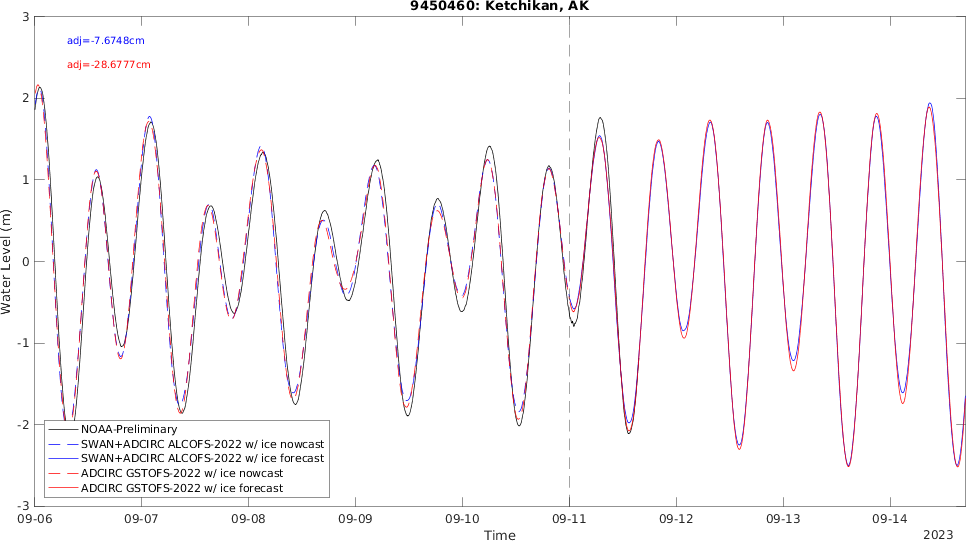 9450460: Ketchikan, AK
adj=-7.6748cm
adj=-28.6777cm
3
2
1
0
-1
-2
-3
Water Level (m)
NOAA-Preliminary
SWAN+ADCIRC ALCOFS-2022 w/ ice nowcast
SWAN+ADCIRC ALCOFS-2022 w/ ice forecast
ADCIRC GSTOFS-2022 w/ ice nowcast
ADCIRC GSTOFS-2022 w/ ice forecast
09-06 09-07 09-08 09-09 09-10 09-11 09-12 09-13 09-14
Time
2023